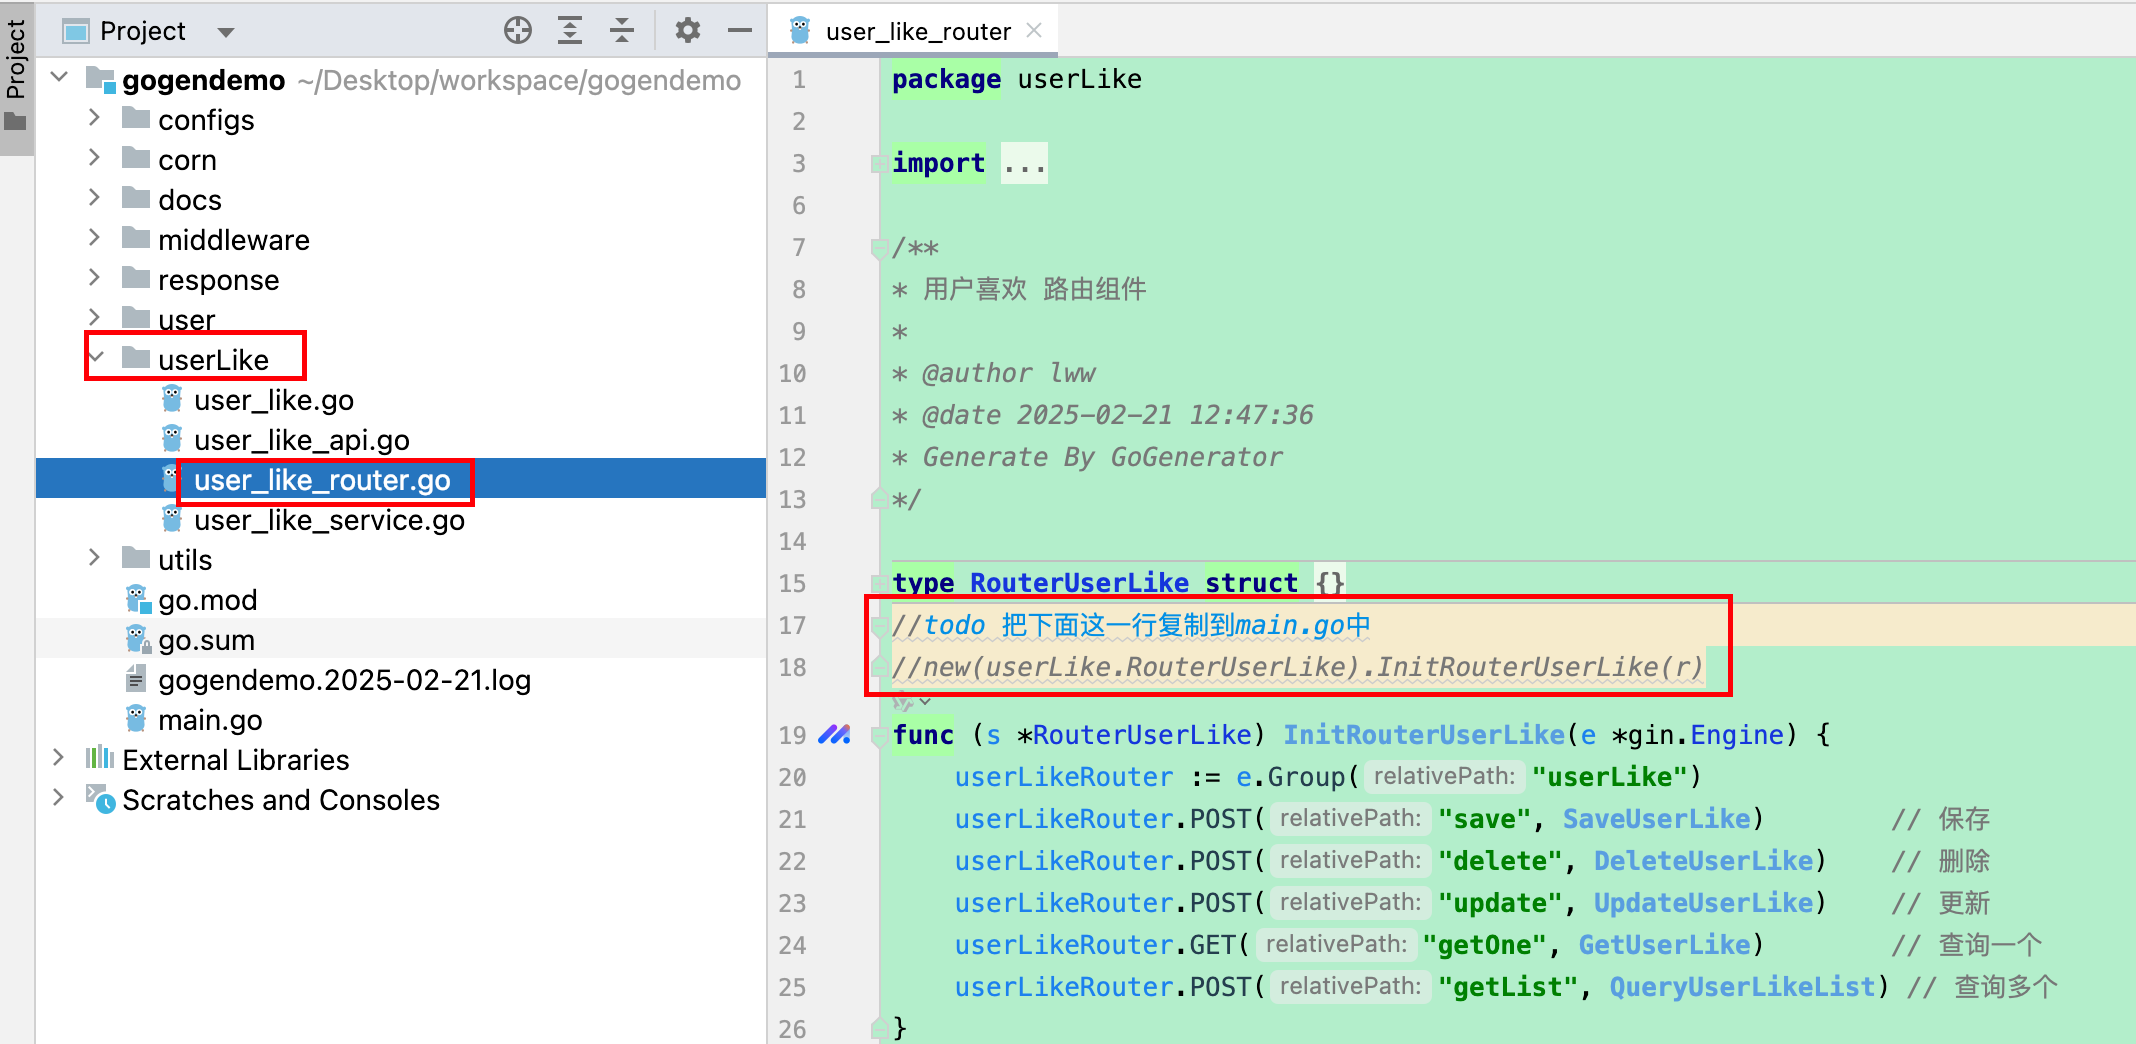 Project
Project
gogendemo ~/Desktop/workspace/gogendemo
configs
corn
docs
middleware
response
user
userLike
user_like.go
user_like_api.go
user_like_router.go
user_like_service.go
utils
go.mod
go.sum
gogendemo.2025-02-21.log
main.go
External Libraries
Scratches and Consoles
user_like_router
1 package userLike
2
3 import ...
6
7 /**
8 * 用户喜欢 路由组件
9 *
10 * @author lww
11 * @date 2025-02-21 12:47:36
12 * Generate By GoGenerator
13 */
14
15 type RouterUserLike struct {}
17 //todo 把下面这一行复制到main.go中
18 //new(userLike.RouterUserLike).InitRouterUserLike(r)
19 func (s *RouterUserLike) InitRouterUserLike(e *gin.Engine) {
20 userLikeRouter := e.Group( relativePath: "userLike")
21 userLikeRouter.POST( relativePath: "save", SaveUserLike) // 保存
22 userLikeRouter.POST( relativePath: "delete", DeleteUserLike) // 删除
23 userLikeRouter.POST( relativePath: "update", UpdateUserLike) // 更新
24 userLikeRouter.GET( relativePath: "getOne", GetUserLike) // 查询一个
25 userLikeRouter.POST( relativePath: "getList", QueryUserLikeList) // 查询多个
26 }